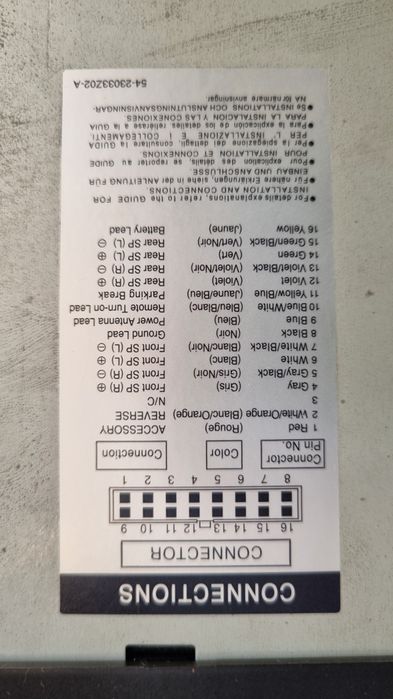 CONNECTIONS
CONNECTOR
16 15 14 13 12 11 10 9
8 7 6 5 4 3 2 1
Connector Pin No. Color Connection
1 Red (Rouge) ACCESSORY
2 White/Orange (Blanc/Orange) REVERSE
3 N/C
4 Gray (Gris) Front SP (R) ⊕
5 Gray/Black (Gris/Noir) Front SP (R) ⊖
6 White (Blanc) Front SP (L) ⊕
7 White/Black (Blanc/Noir) Front SP (L) ⊖
8 Black (Noir) Ground Lead
9 Blue (Bleu) Power Antenna Lead
10 Blue/White (Bleu/Blanc) Remote Turn-on-Lead
11 Yellow/Blue (Jaune/Bleu) Parking Break
12 Violet (Violet) Rear SP (R) ⊕
13 Violet/Black (Violet/Noir) Rear SP (R) ⊖
14 Green (Vert) Rear SP (L) ⊕
15 Green/Black (Vert/Noir) Rear SP (L) ⊖
16 Yellow (Jaune) Battery Lead
●For details explanations, refer to the GUIDE FOR
INSTALLATION AND CONNECTIONS.
●Für nähere Erklärungen, siehe in der ANLEITUNG FÜR
EINBAU UND ANSCHLÜSSE.
●Pour explication des détails, se reporter au GUIDE
POUR INSTALLATION ET CONNEXIONS.
●Per la spiegazione dei dettagli, consultare la GUIDA
PER L' INSTALLAZIONE E I COLLEGAMENTI.
●Para la explicación de los detalles refiérase a la GUIA
PARA LA INSTALACION Y LAS CONEXIONES
●Se INSTALLATIONS OCH ANSLUTNINGSANVISNINGAR-
NA för närmare anvisningar.
54-23033Z02-A